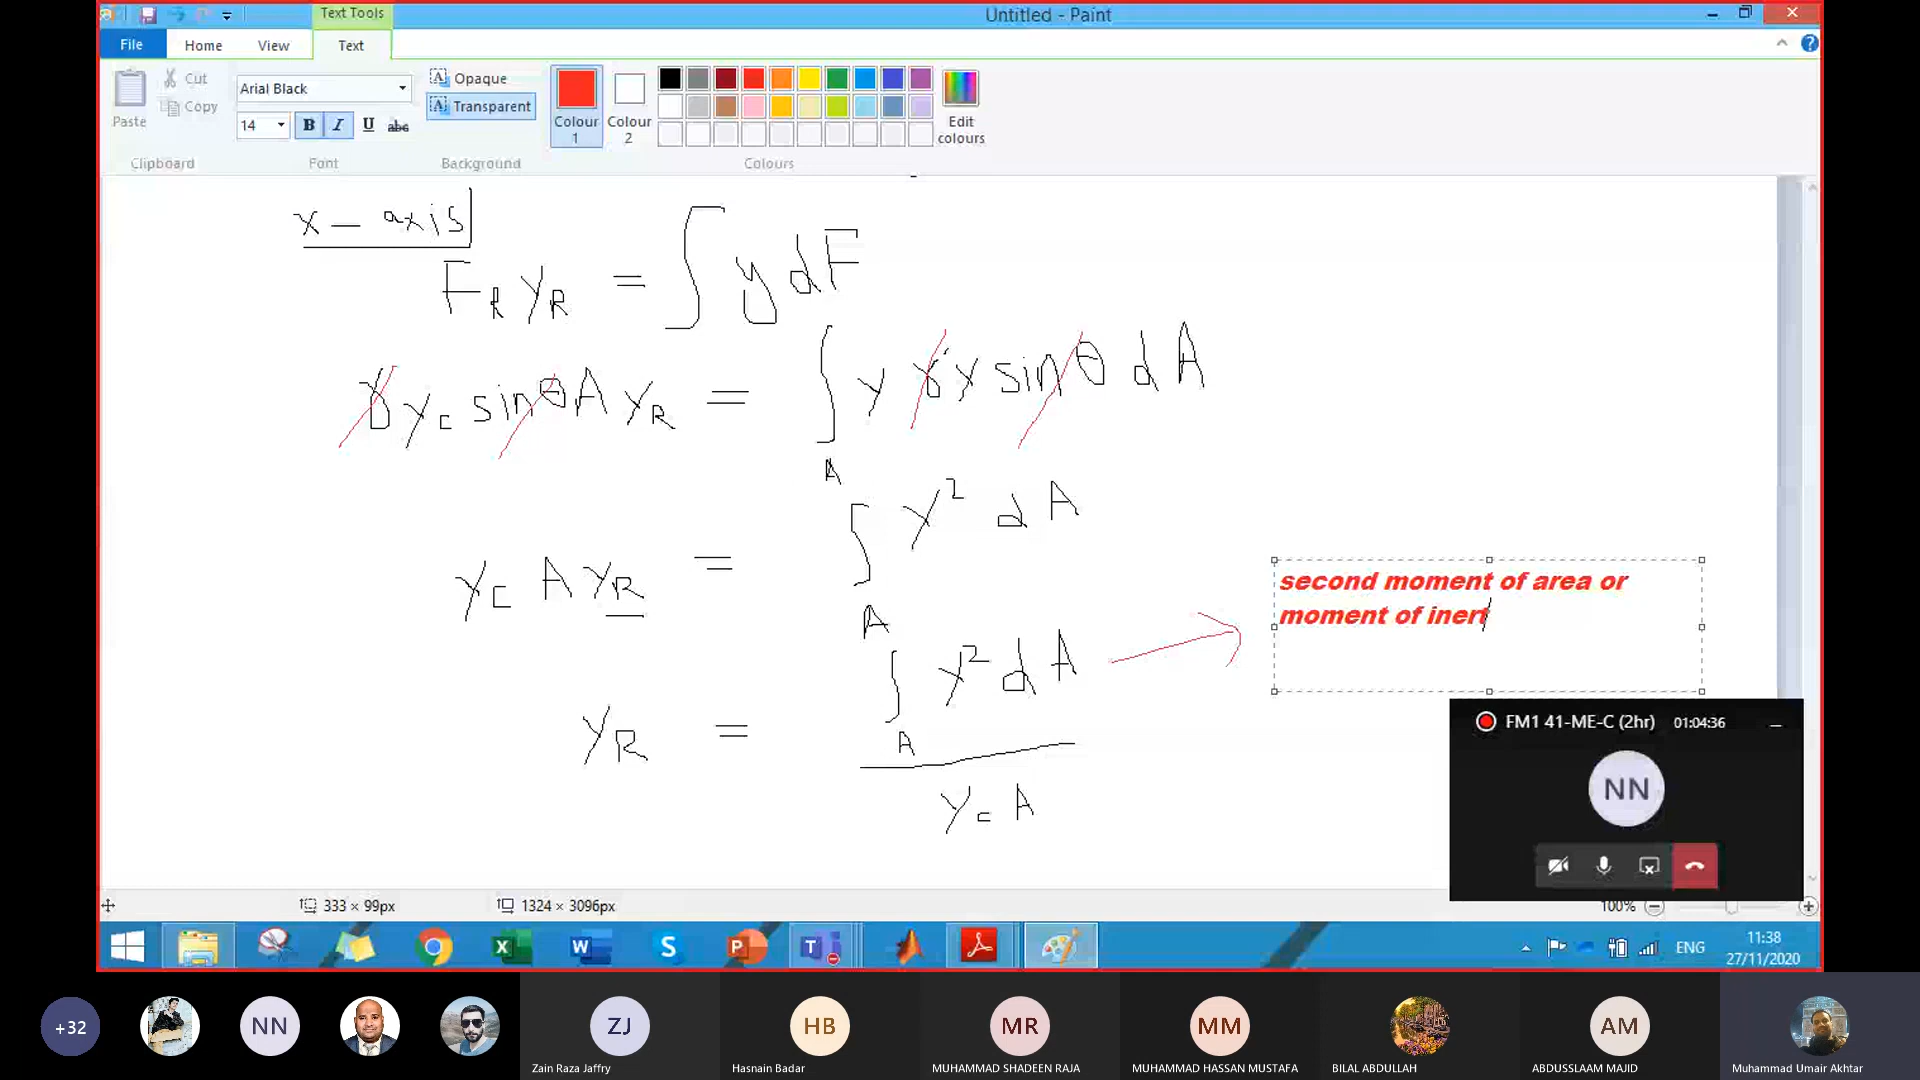 Text Tools
Untitled - Paint
File
Home
View
Text
Paste
Cut
Copy
Clipboard
Arial Black
14
B I U abc
Font
Opaque
Transparent
Background
Colour 1
Colour 2
Edit colours
Colours
x - axis
F_R y_R = ∫ y dF
γ y_c sinθ A y_R = ∫_A y γ y sinθ dA
y_c A y_R = ∫_A y² dA
y_R = ∫_A y² dA / y_c A
second moment of area or
moment of inert
FM1 41-ME-C (2hr) 01:04:36
NN
333 × 99px
1324 × 3096px
100%
ENG
11:38
27/11/2020
+32
NN
ZJ
Zain Raza Jaffry
HB
Hasnain Badar
MR
MUHAMMAD SHADEEN RAJA
MM
MUHAMMAD HASSAN MUSTAFA
BILAL ABDULLAH
AM
ABDUSSLAAM MAJID
Muhammad Umair Akhtar